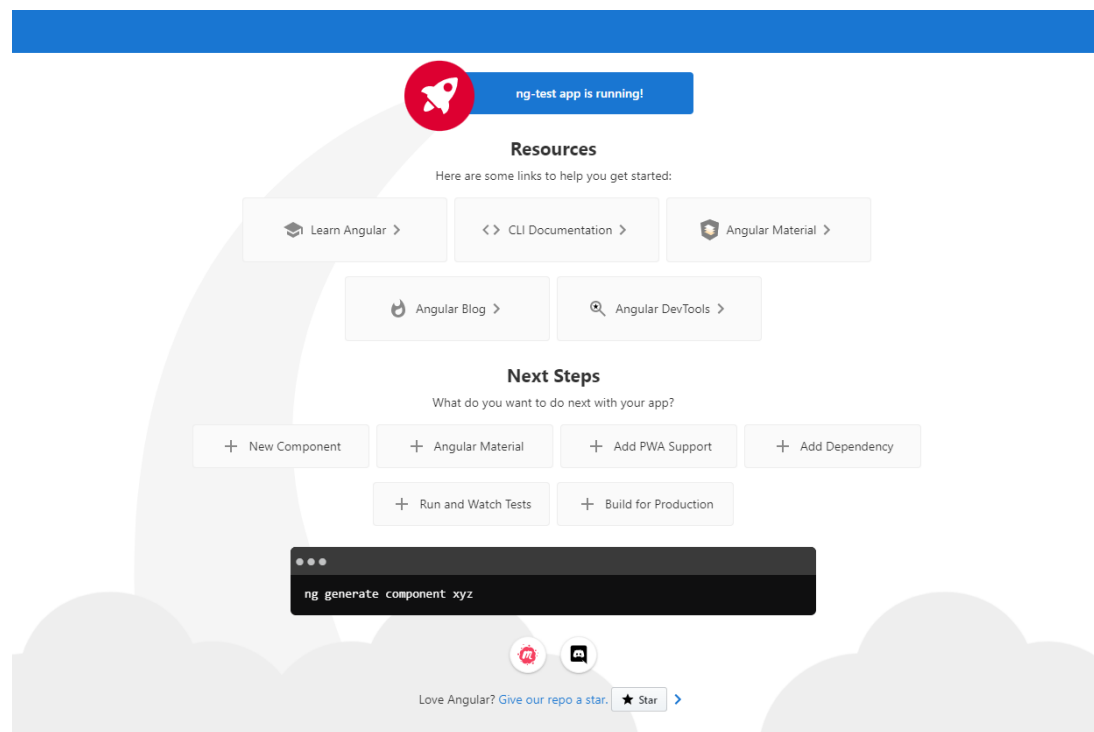 ng-test app is running!
Resources
Here are some links to help you get started:
Learn Angular
CLI Documentation
Angular Material
Angular Blog
Angular DevTools
Next Steps
What do you want to do next with your app?
New Component
Angular Material
Add PWA Support
Add Dependency
Run and Watch Tests
Build for Production
ng generate component xyz
Love Angular? Give our repo a star. Star